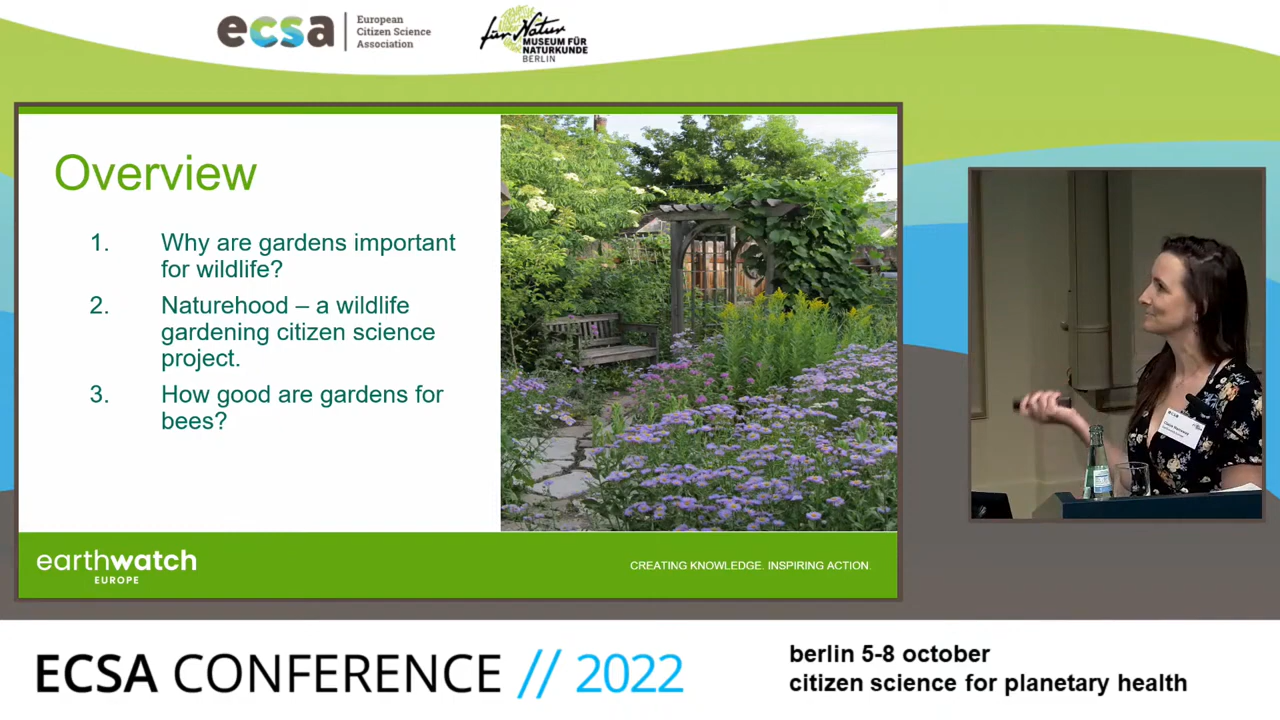 ecsa
European
Citizen Science
Association
für Natur
MUSEUM FÜR
NATURKUNDE
BERLIN
Overview
1. Why are gardens important
for wildlife?
2. Naturehood – a wildlife
gardening citizen science
project.
3. How good are gardens for
bees?
earthwatch
EUROPE
CREATING KNOWLEDGE. INSPIRING ACTION.
ECSA CONFERENCE // 2022
berlin 5-8 october
citizen science for planetary health